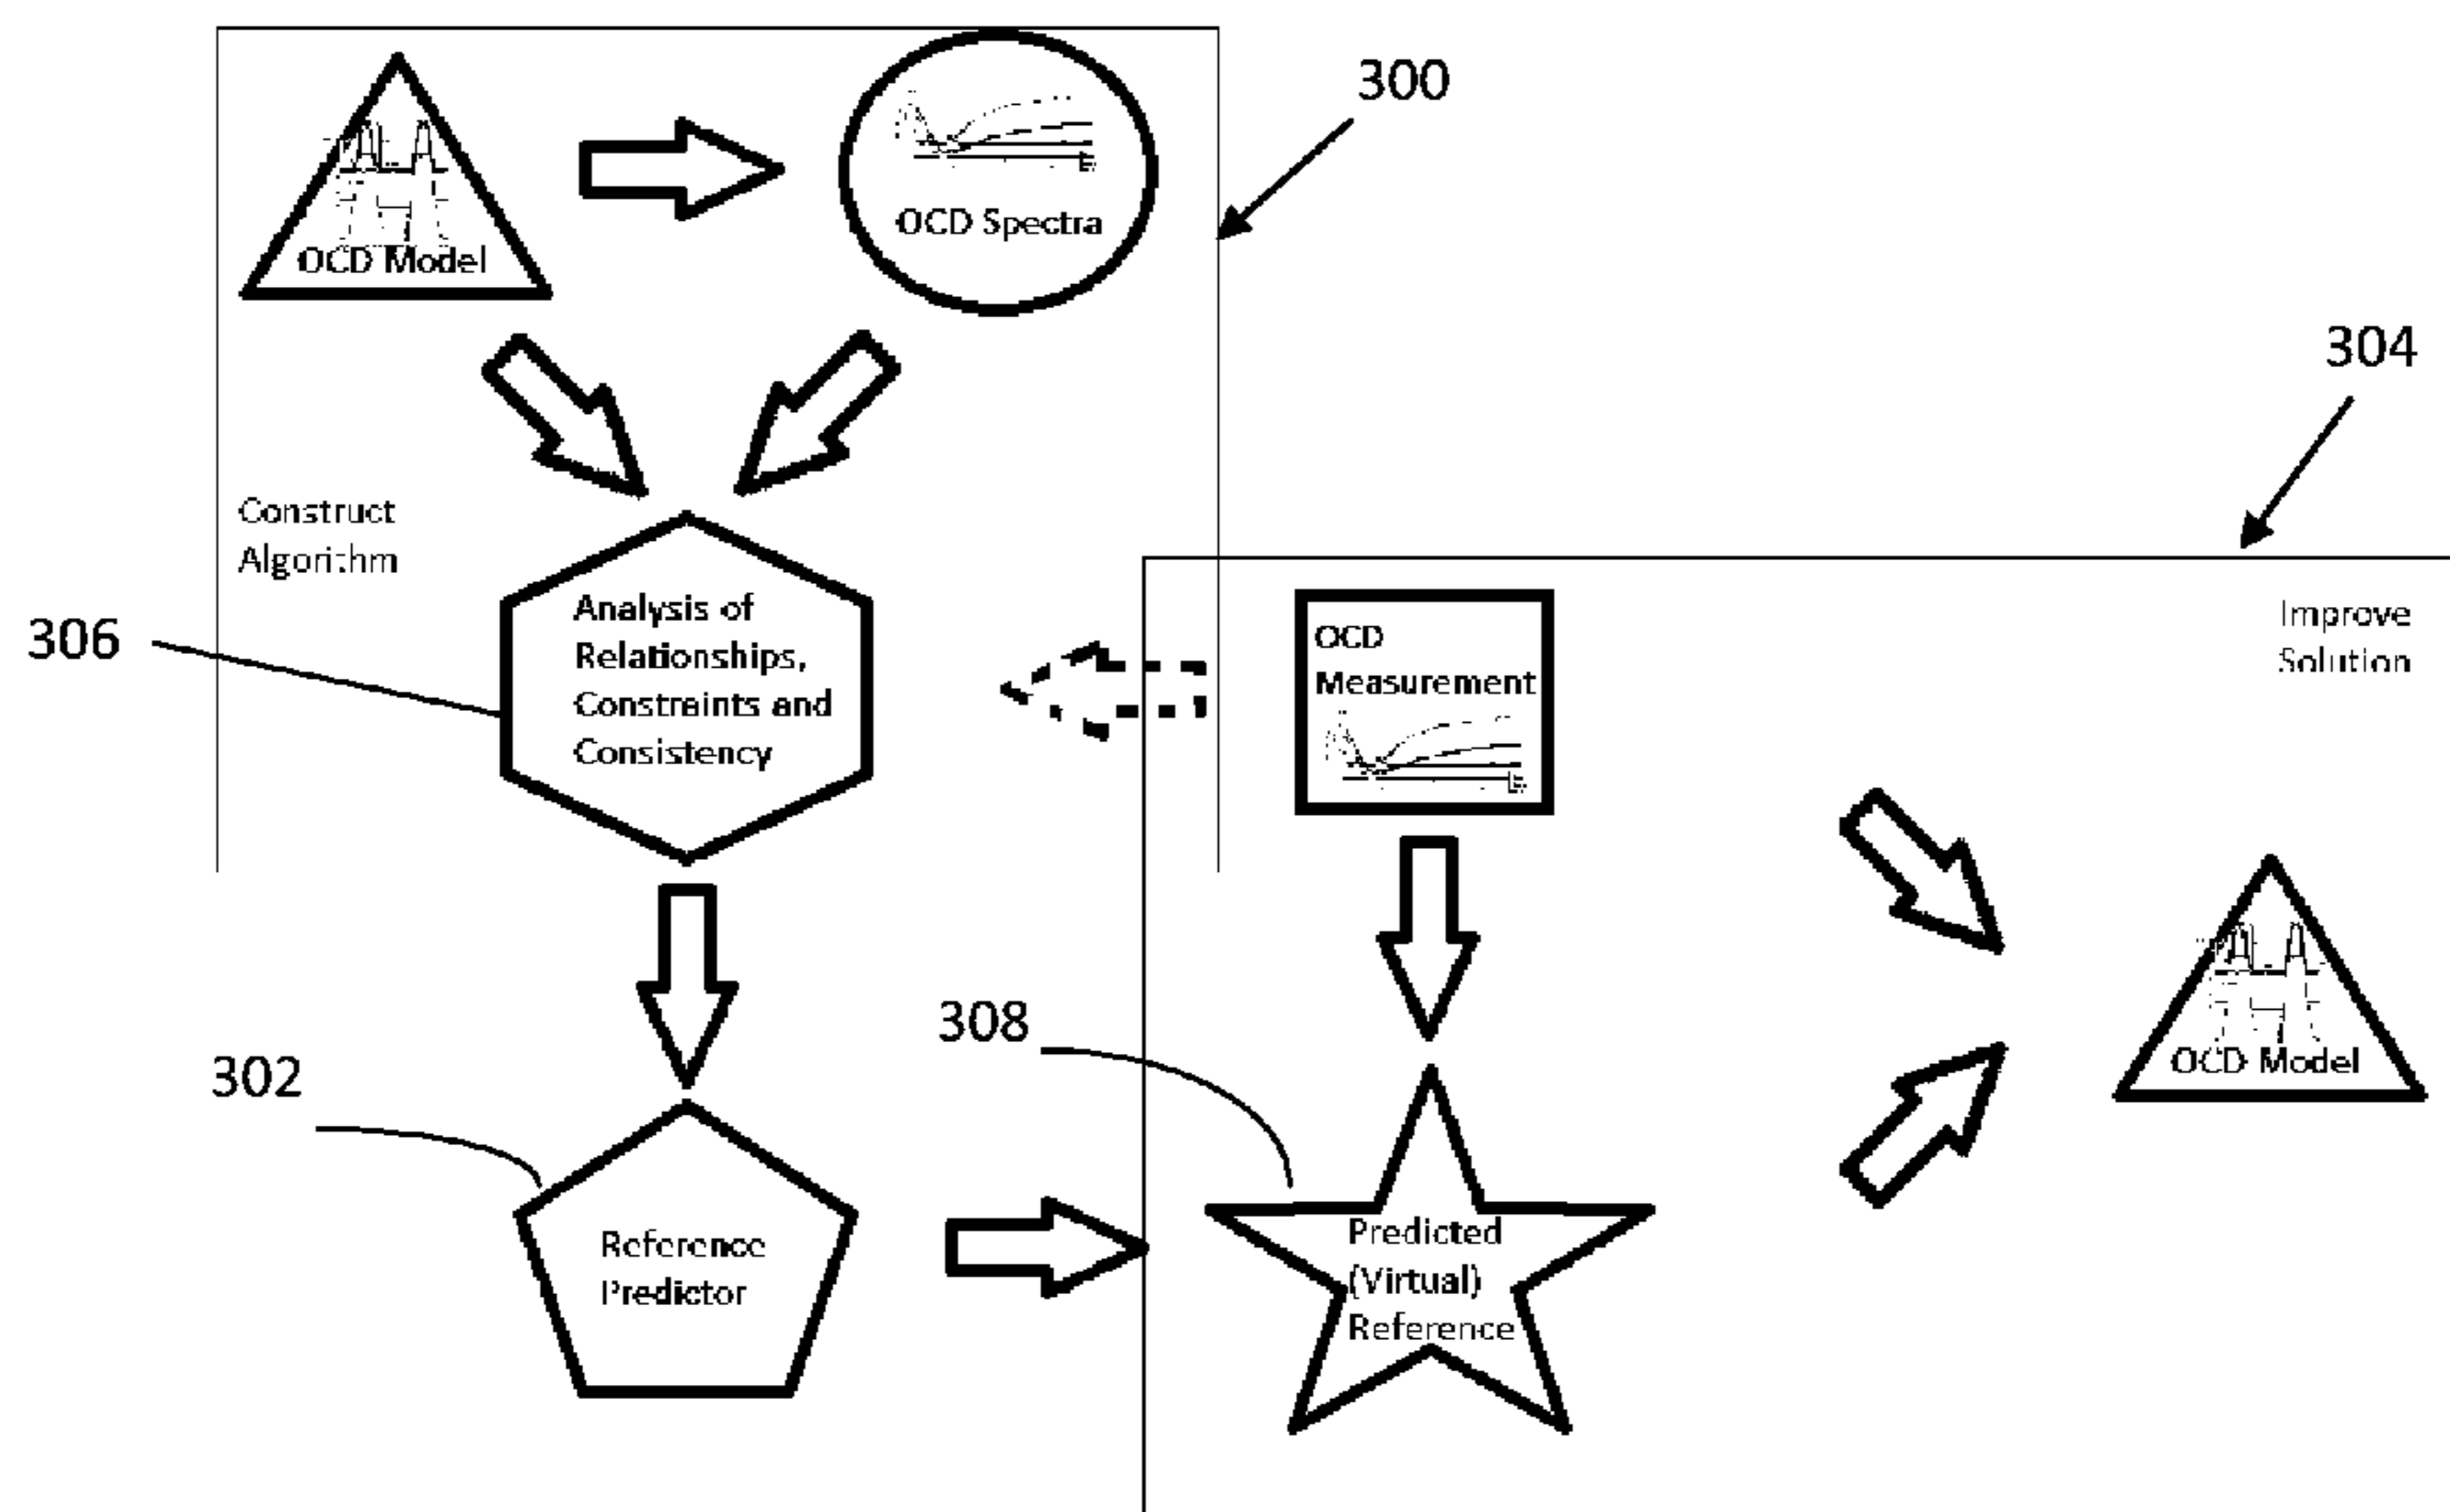 300
OCD Spectra
OCD Model
304
Construct
Algorithm
306
Analysis of
Relationships,
Constraints and
Consistency
OCD
Measurement
Improve
Solution
308
302
OCD Model
Reference
Predictor
Predicted
(Virtual)
Reference